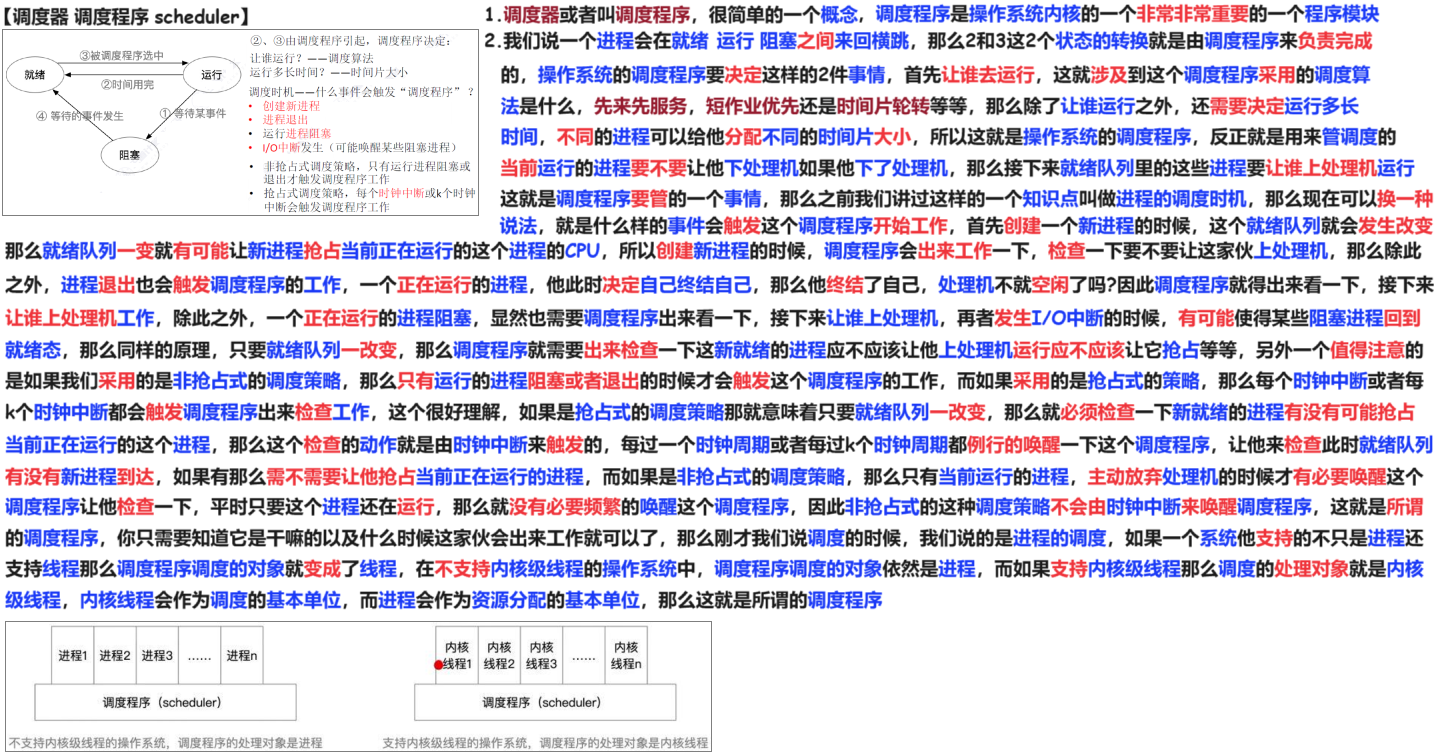 【调度器 调度程序 scheduler】
③被调度程序选中
就绪
运行
②时间用完
④ 等待的事件发生
① 等待某事件
阻塞
②、③由调度程序引起，调度程序决定：
让谁运行？——调度算法
运行多长时间？——时间片大小
调度时机——什么事件会触发“调度程序”？
• 创建新进程
• 进程退出
• 运行进程阻塞
• I/O中断发生（可能唤醒某些阻塞进程）
• 非抢占式调度策略，只有运行进程阻塞或
退出才触发调度程序工作
• 抢占式调度策略，每个时钟中断或k个时钟
中断会触发调度程序工作
1.调度器或者叫调度程序，很简单的一个概念，调度程序是操作系统内核的一个非常非常重要的一个程序模块
2.我们说一个进程会在就绪 运行 阻塞之间来回横跳，那么2和3这2个状态的转换就是由调度程序来负责完成
的，操作系统的调度程序要决定这样的2件事情，首先让谁去运行，这就涉及到这个调度程序采用的调度算
法是什么，先来先服务，短作业优先还是时间片轮转等等，那么除了让谁运行之外，还需要决定运行多长
时间，不同的进程可以给他分配不同的时间片大小，所以这就是操作系统的调度程序，反正就是用来管调度的
当前运行的进程要不要让他下处理机如果他下了处理机，那么接下来就绪队列里的这些进程要让谁上处理机运行
这就是调度程序要管的一个事情，那么之前我们讲过这样的一个知识点叫做进程的调度时机，那么现在可以换一种
说法，就是什么样的事件会触发这个调度程序开始工作，首先创建一个新进程的时候，这个就绪队列就会发生改变
那么就绪队列一变就有可能让新进程抢占当前正在运行的这个进程的CPU，所以创建新进程的时候，调度程序会出来工作一下，检查一下要不要让这家伙上处理机，那么除此
之外，进程退出也会触发调度程序的工作，一个正在运行的进程，他此时决定自己终结自己，那么他终结了自己，处理机不就空闲了吗?因此调度程序就得出来看一下，接下来
让谁上处理机工作，除此之外，一个正在运行的进程阻塞，显然也需要调度程序出来看一下，接下来让谁上处理机，再者发生I/O中断的时候，有可能使得某些阻塞进程回到
就绪态，那么同样的原理，只要就绪队列一改变，那么调度程序就需要出来检查一下这新就绪的进程应不应该让他上处理机运行应不应该让它抢占等等，另外一个值得注意的
是如果我们采用的是非抢占式的调度策略，那么只有运行的进程阻塞或者退出的时候才会触发这个调度程序的工作，而如果采用的是抢占式的策略，那么每个时钟中断或者每
k个时钟中断都会触发调度程序出来检查工作，这个很好理解，如果是抢占式的调度策略那就意味着只要就绪队列一改变，那么就必须检查一下新就绪的进程有没有可能抢占
当前正在运行的这个进程，那么这个检查的动作就是由时钟中断来触发的，每过一个时钟周期或者每过k个时钟周期都例行的唤醒一下这个调度程序，让他来检查此时就绪队列
有没有新进程到达，如果有那么需不需要让他抢占当前正在运行的进程，而如果是非抢占式的调度策略，那么只有当前运行的进程，主动放弃处理机的时候才有必要唤醒这个
调度程序让他检查一下，平时只要这个进程还在运行，那么就没有必要频繁的唤醒这个调度程序，因此非抢占式的这种调度策略不会由时钟中断来唤醒调度程序，这就是所谓
的调度程序，你只需要知道它是干嘛的以及什么时候这家伙会出来工作就可以了，那么刚才我们说调度的时候，我们说的是进程的调度，如果一个系统他支持的不只是进程还
支持线程那么调度程序调度的对象就变成了线程，在不支持内核级线程的操作系统中，调度程序调度的对象依然是进程，而如果支持内核级线程那么调度的处理对象就是内核
级线程，内核线程会作为调度的基本单位，而进程会作为资源分配的基本单位，那么这就是所谓的调度程序
进程1 进程2 进程3 …… 进程n
调度程序（scheduler）
不支持内核级线程的操作系统，调度程序的处理对象是进程
内核 内核 内核 内核
线程1 线程2 线程3 …… 线程n
调度程序（scheduler）
支持内核级线程的操作系统，调度程序的处理对象是内核线程